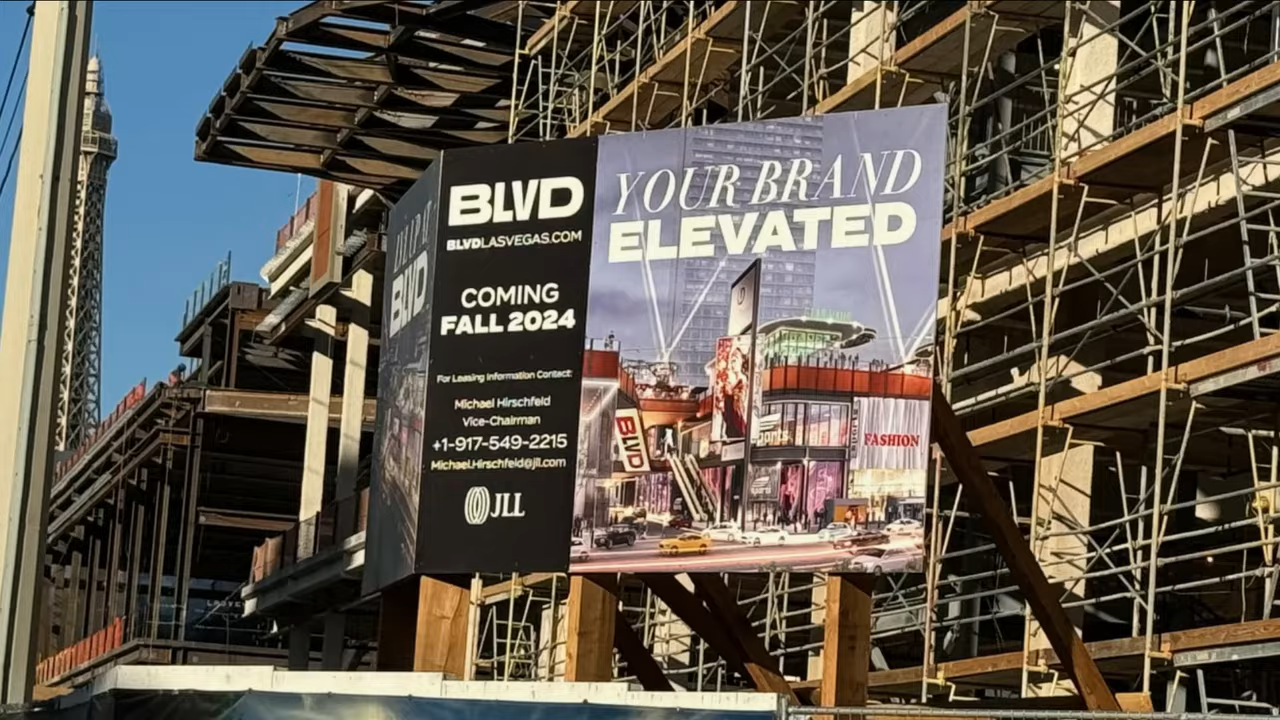 BLVD
BLVD
BLVDLASVEGAS.COM
COMING
FALL 2024
For Leasing Information Contact:
Michael Hirschfeld
Vice-Chairman
+1-917-549-2215
Michael.Hirschfeld@jll.com
JLL
YOUR BRAND
ELEVATED
BLVD
sports
FASHION